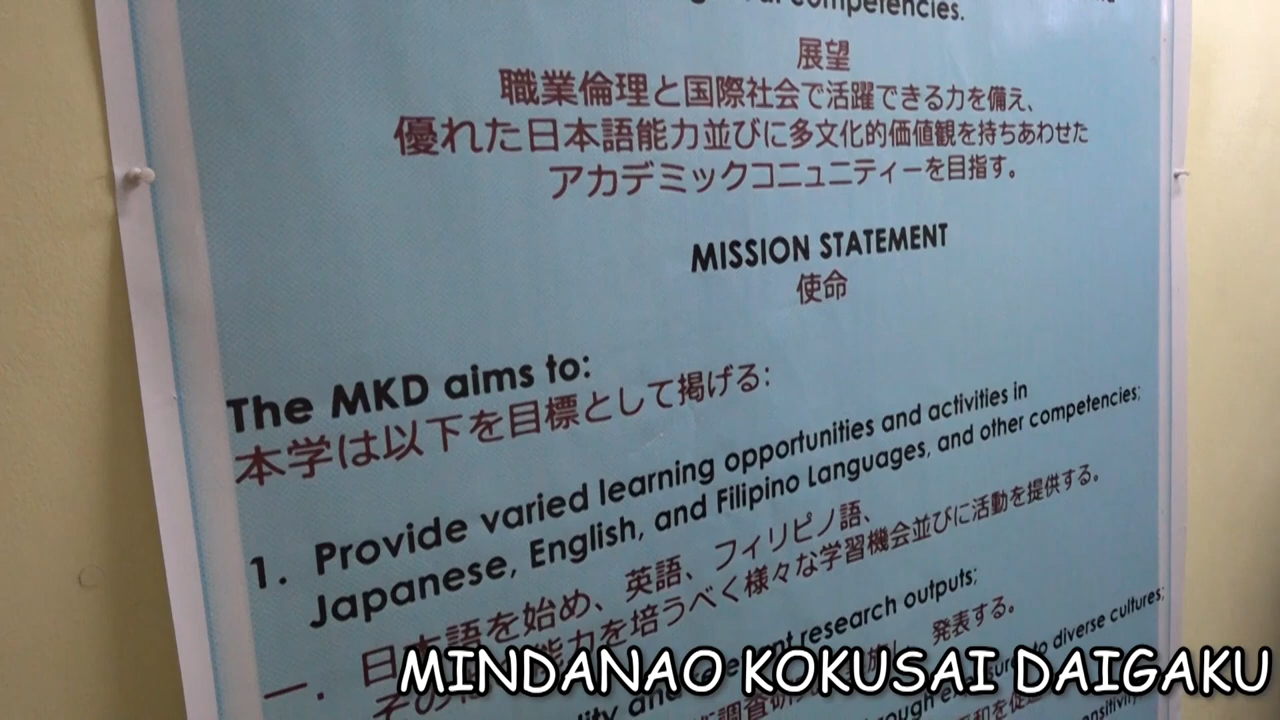 competencies.
展望
職業倫理と国際社会で活躍できる力を備え、
優れた日本語能力並びに多文化的価値観を持ちあわせた
アカデミックコニュニティーを目指す。
MISSION STATEMENT
使命
The MKD aims to:
本学は以下を目標として掲げる:
1. Provide varied learning opportunities and activities in
Japanese, English, and Filipino Languages, and other competencies;
一. 日本語を始め、英語、フィリピノ語、
能力を培うべく様々な学習機会並びに活動を提供する。
research outputs;
発表する。
to diverse cultures;
MINDANAO KOKUSAI DAIGAKU